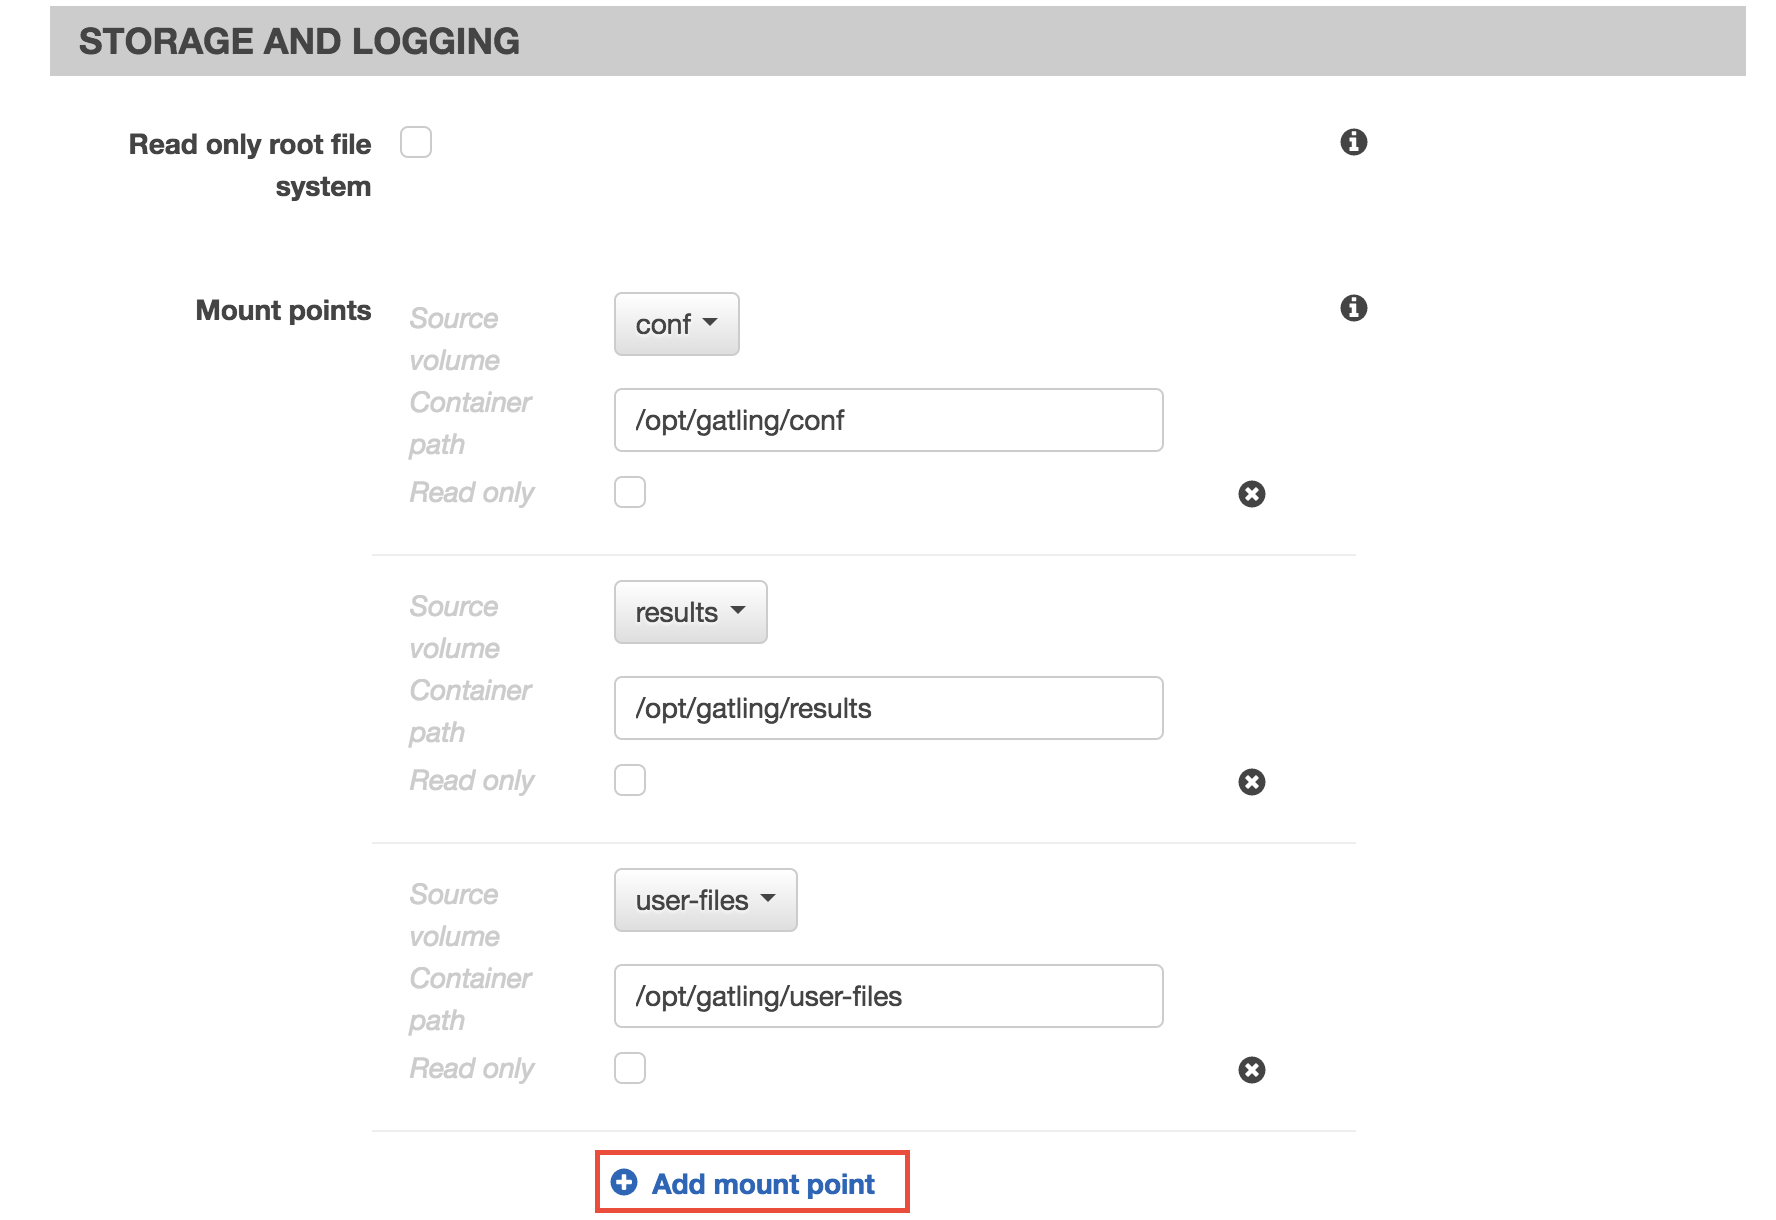 STORAGE AND LOGGING
Read only root file
system
Mount points
Source
volume
conf
Container
path
/opt/gatling/conf
Read only
Source
volume
results
Container
path
/opt/gatling/results
Read only
Source
volume
user-files
Container
path
/opt/gatling/user-files
Read only
Add mount point